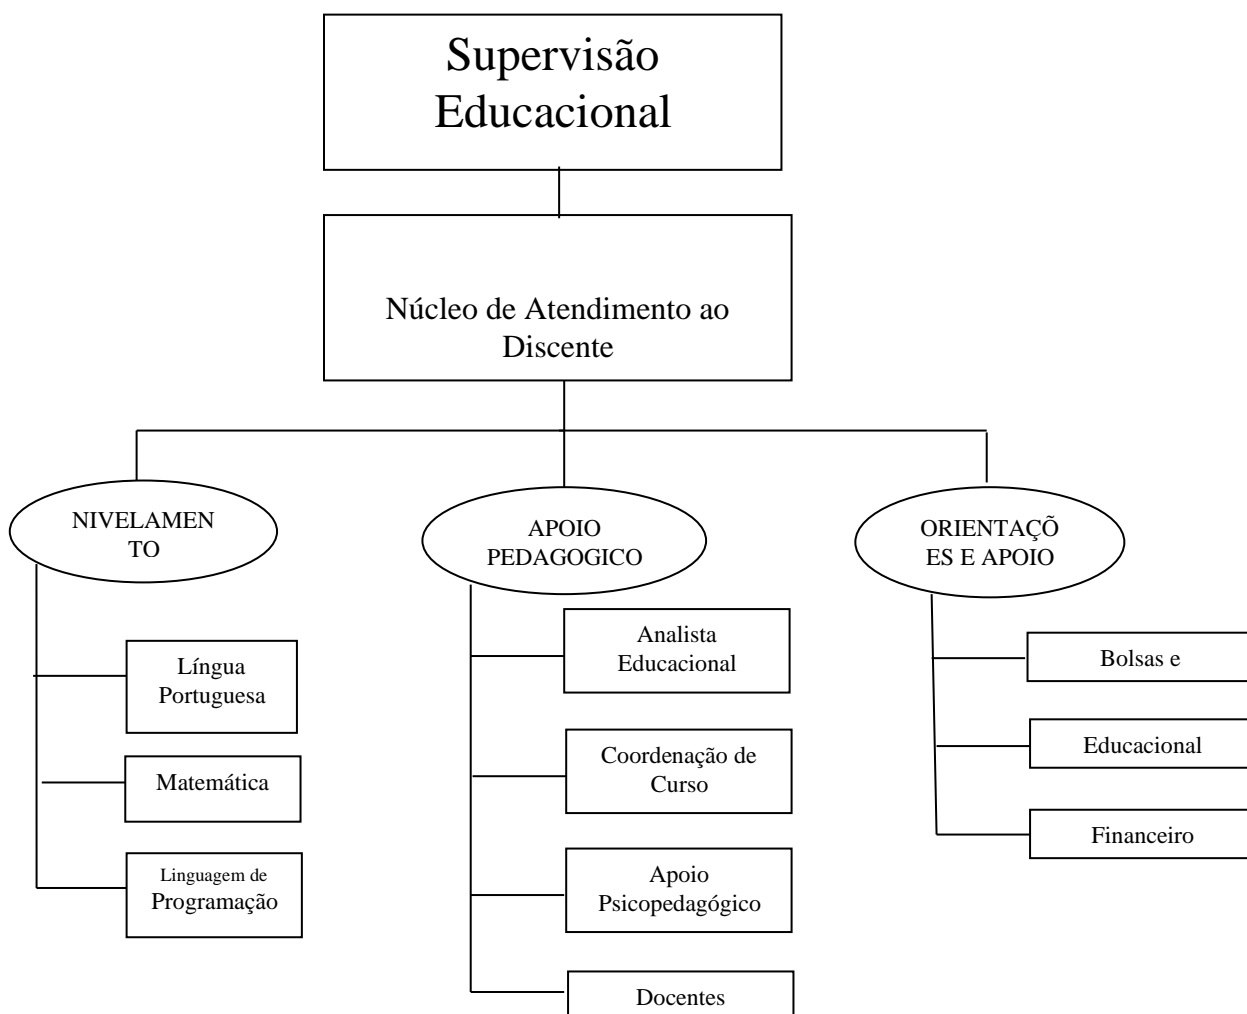 Supervisão
Educacional
Núcleo de Atendimento ao
Discente
NIVELAMEN
TO
Língua
Portuguesa
Matemática
Linguagem de
Programação
APOIO
PEDAGOGICO
Analista
Educacional
Coordenação de
Curso
Apoio
Psicopedagógico
Docentes
ORIENTAÇÕ
ES E APOIO
Bolsas e
Educacional
Financeiro